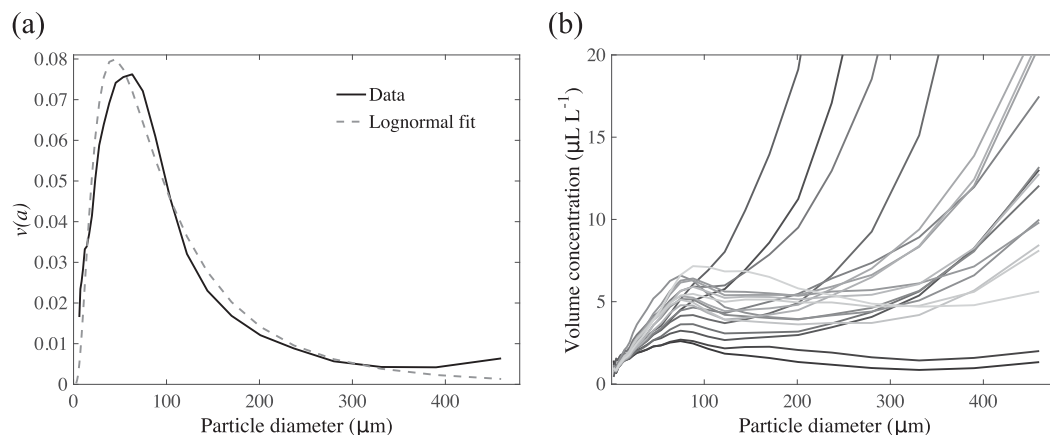 (a)
0.08
0.07
0.06
0.05
0.04
0.03
0.02
0.01
0
v(a)
Data
Lognormal fit
0 100 200 300 400
Particle diameter (μm)
(b)
20
15
10
5
0
Volume concentration (μL L⁻¹)
100 200 300 400
Particle diameter (μm)